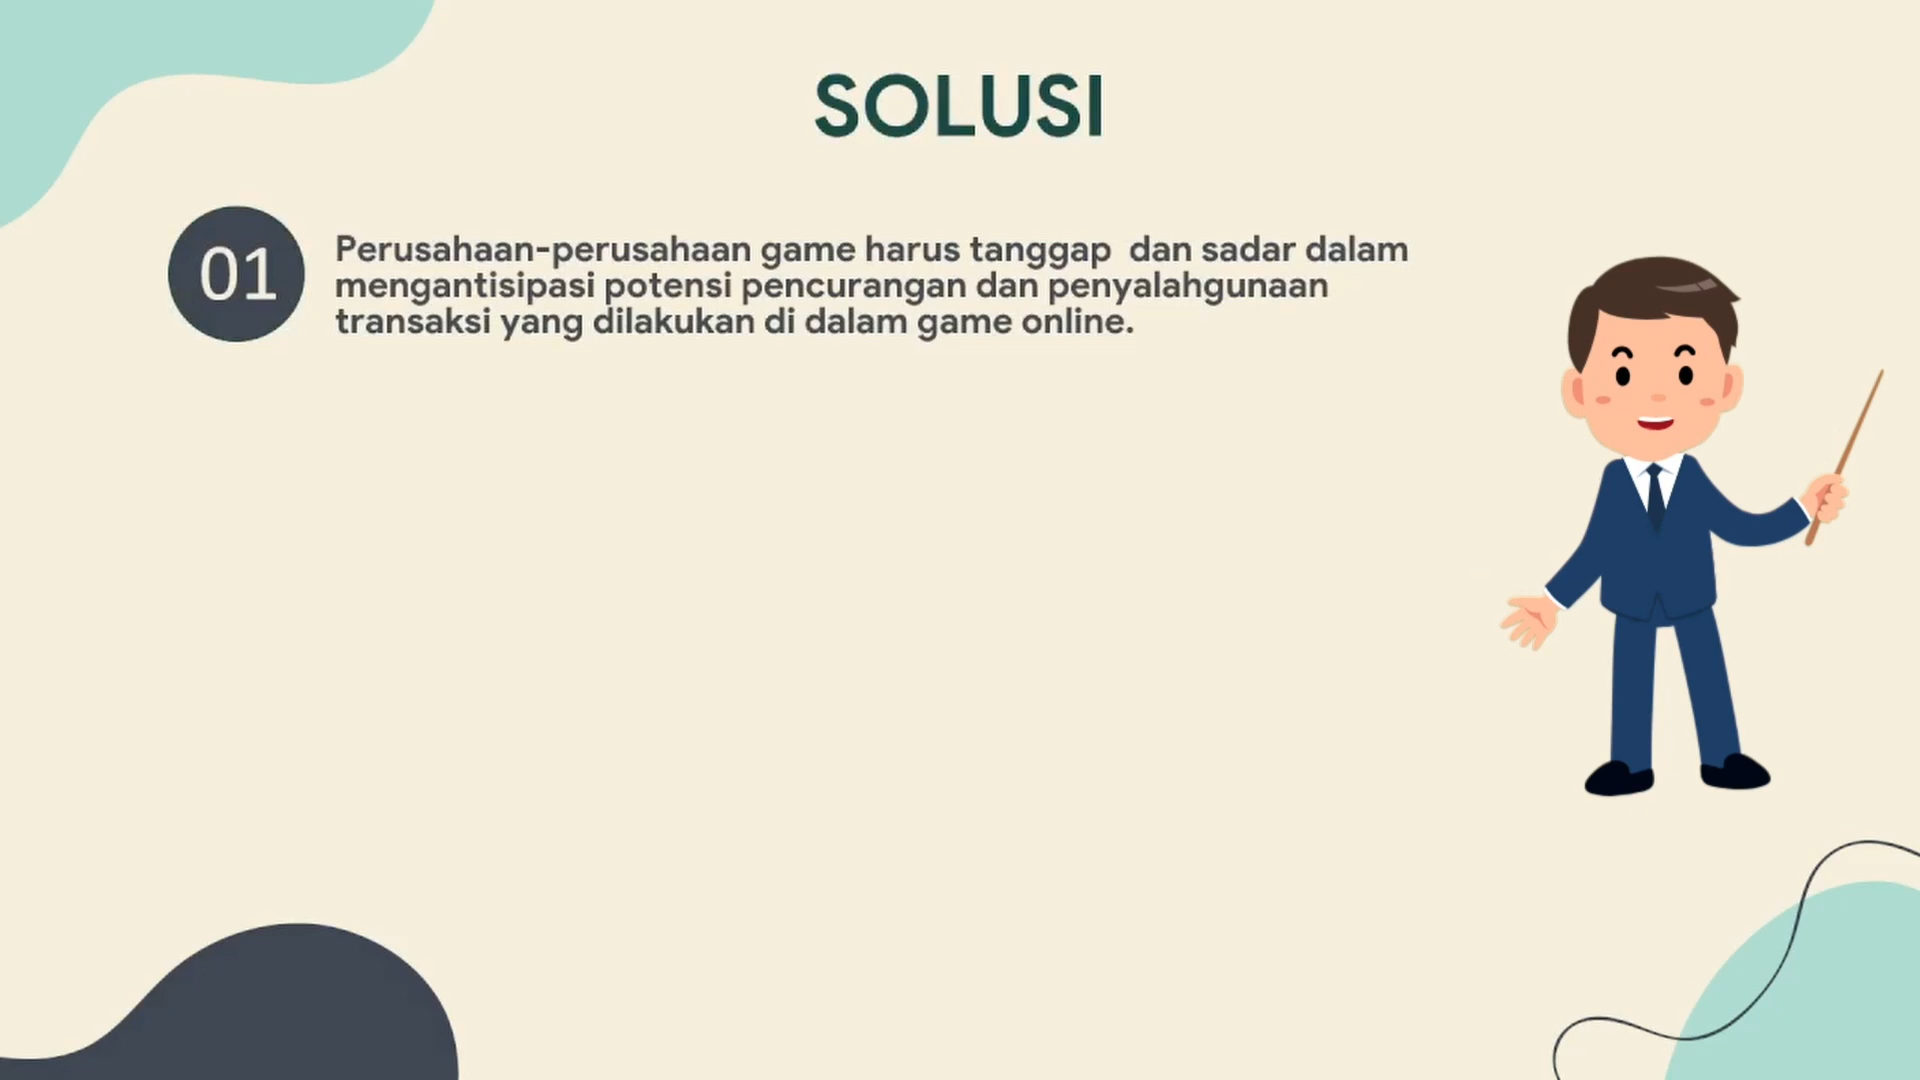 SOLUSI
01
Perusahaan-perusahaan game harus tanggap  dan sadar dalam
mengantisipasi potensi pencurangan dan penyalahgunaan
transaksi yang dilakukan di dalam game online.